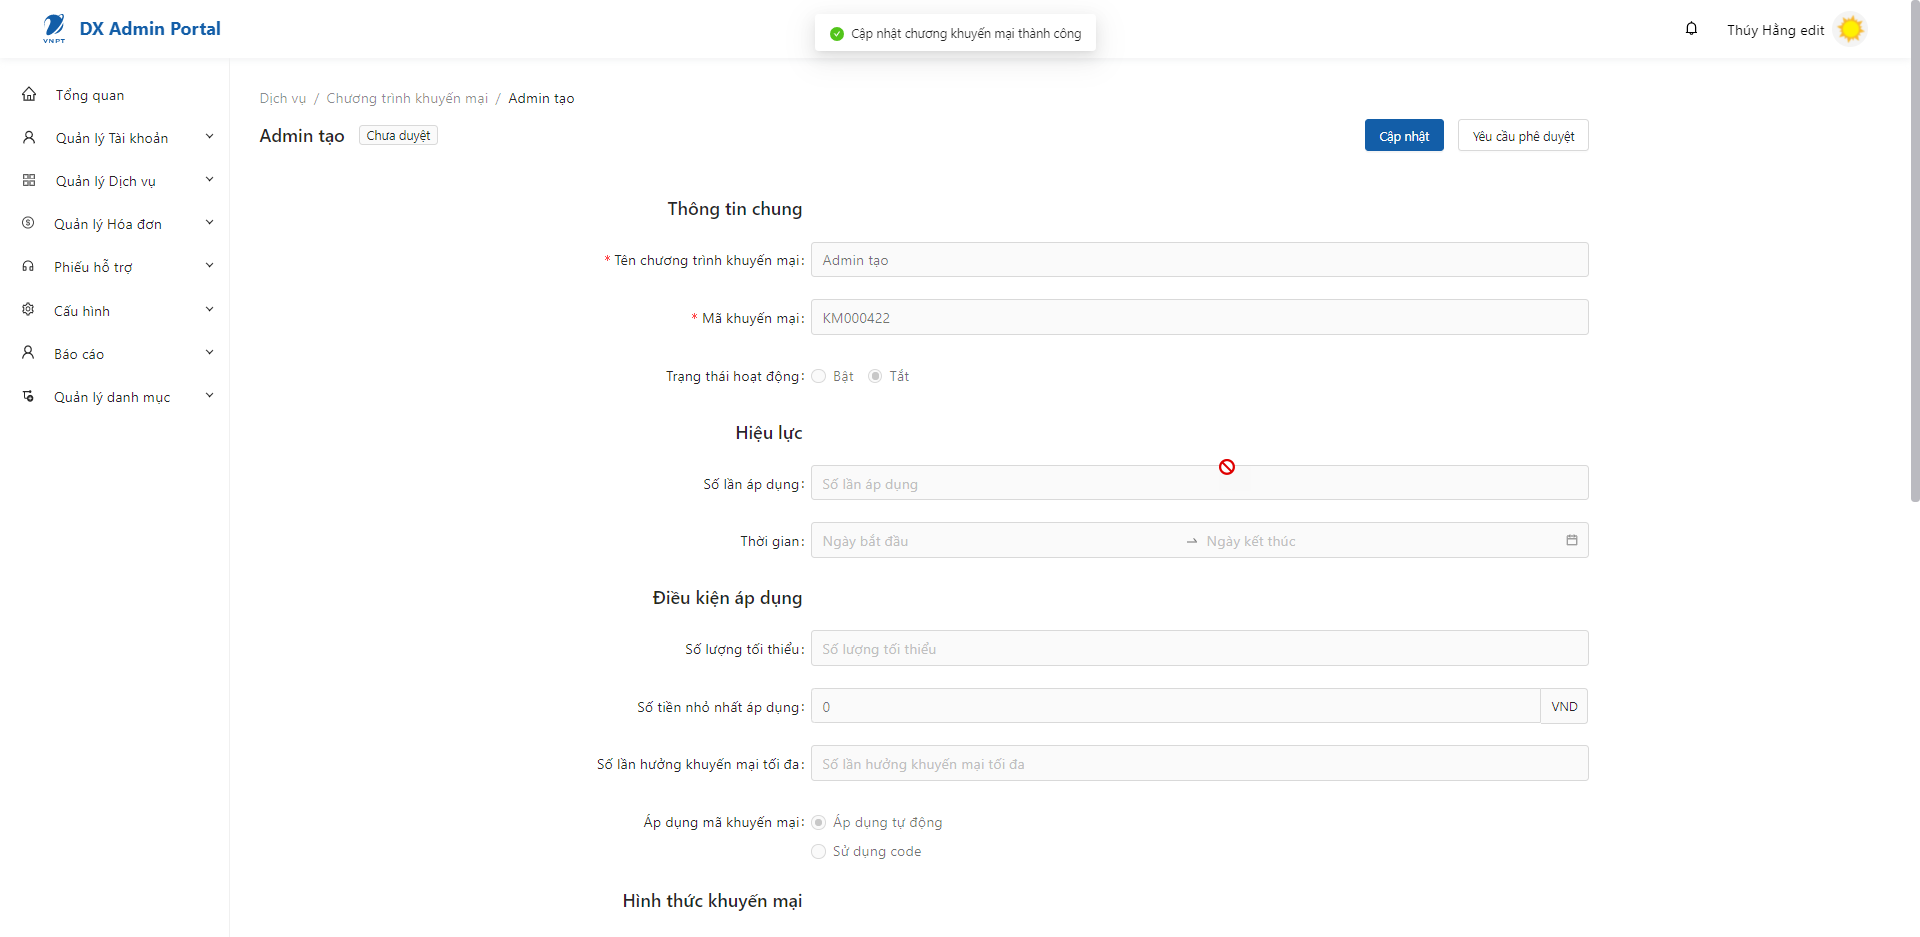 VNPT
DX Admin Portal
Cập nhật chương khuyến mại thành công
Thúy Hằng edit
Tổng quan
Quản lý Tài khoản
Quản lý Dịch vụ
Quản lý Hóa đơn
Phiếu hỗ trợ
Cấu hình
Báo cáo
Quản lý danh mục
Dịch vụ / Chương trình khuyến mại / Admin tạo
Admin tạo Chưa duyệt
Cập nhật Yêu cầu phê duyệt
Thông tin chung
* Tên chương trình khuyến mại: Admin tạo
* Mã khuyến mại: KM000422
Trạng thái hoạt động: Bật Tắt
Hiệu lực
Số lần áp dụng: Số lần áp dụng
Thời gian: Ngày bắt đầu → Ngày kết thúc
Điều kiện áp dụng
Số lượng tối thiểu: Số lượng tối thiểu
Số tiền nhỏ nhất áp dụng: 0 VND
Số lần hưởng khuyến mại tối đa: Số lần hưởng khuyến mại tối đa
Áp dụng mã khuyến mại: Áp dụng tự động
Sử dụng code
Hình thức khuyến mại